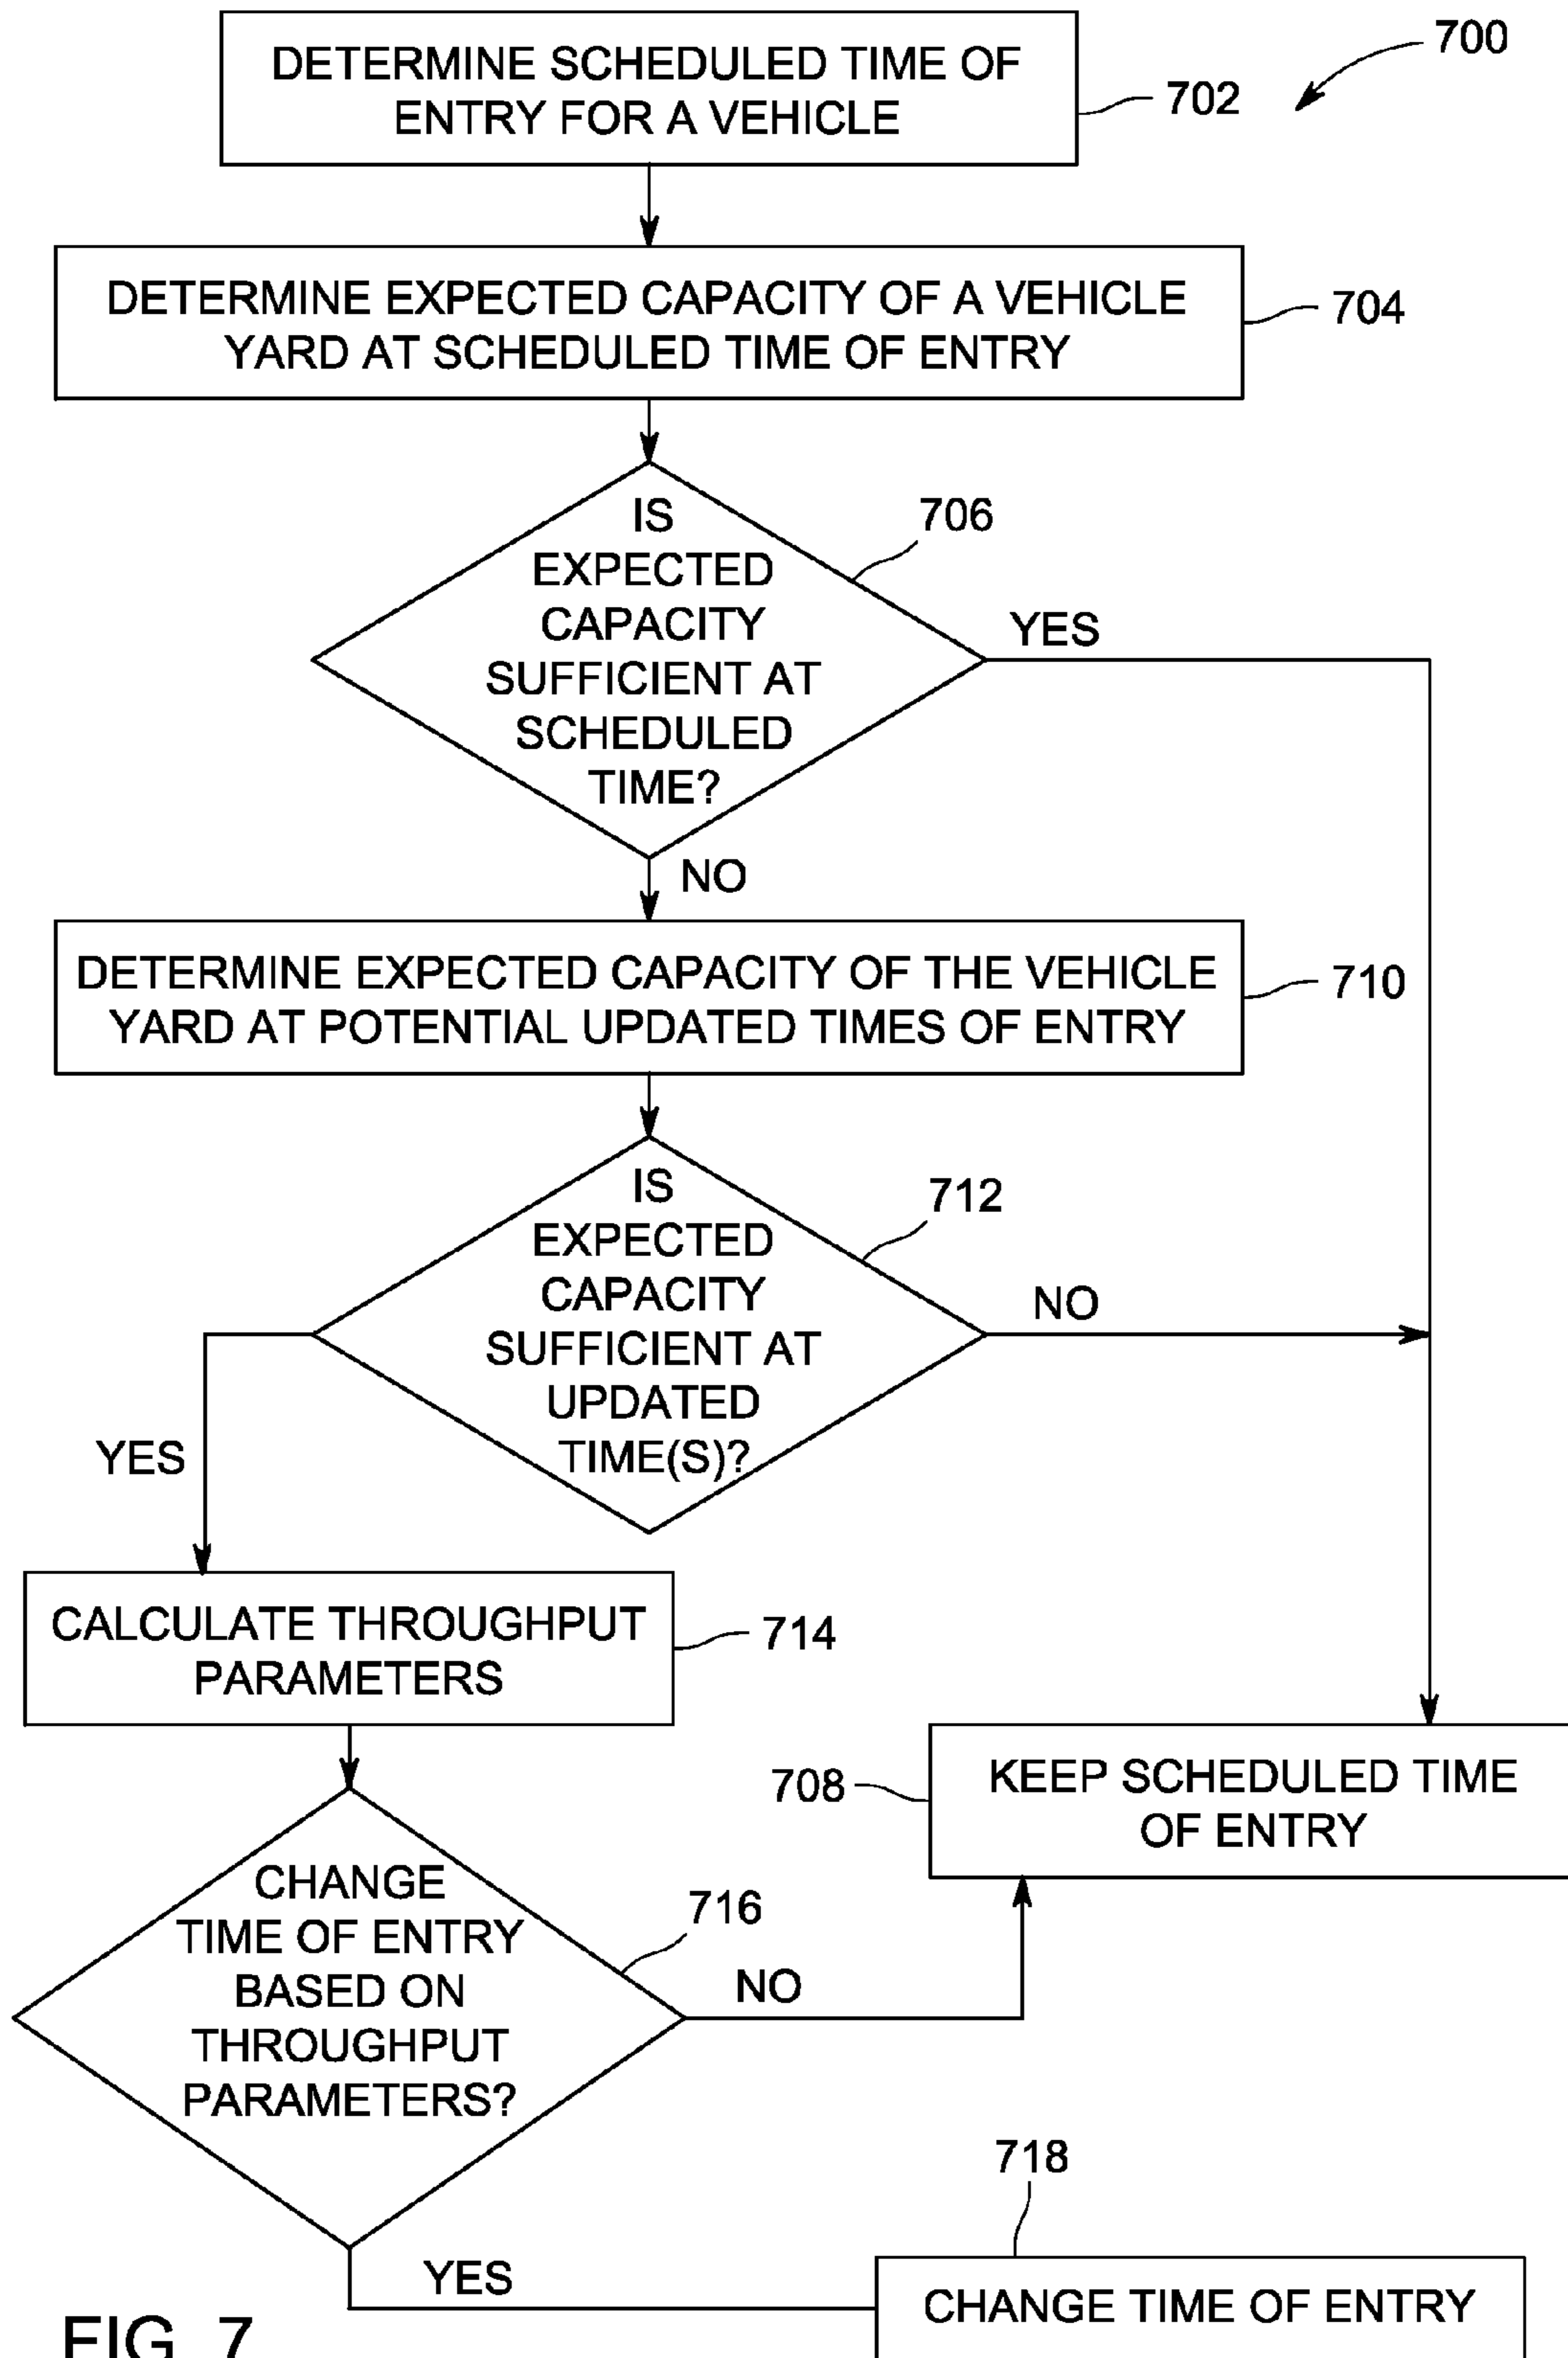 700
DETERMINE SCHEDULED TIME OF
ENTRY FOR A VEHICLE
702
DETERMINE EXPECTED CAPACITY OF A VEHICLE
YARD AT SCHEDULED TIME OF ENTRY
704
IS
EXPECTED
CAPACITY
SUFFICIENT AT
SCHEDULED
TIME?
706
YES
NO
DETERMINE EXPECTED CAPACITY OF THE VEHICLE
YARD AT POTENTIAL UPDATED TIMES OF ENTRY
710
IS
EXPECTED
CAPACITY
SUFFICIENT AT
UPDATED
TIME(S)?
712
NO
YES
CALCULATE THROUGHPUT
PARAMETERS
714
708
KEEP SCHEDULED TIME
OF ENTRY
CHANGE
TIME OF ENTRY
BASED ON
THROUGHPUT
PARAMETERS?
716
NO
YES
718
CHANGE TIME OF ENTRY
FIG. 7